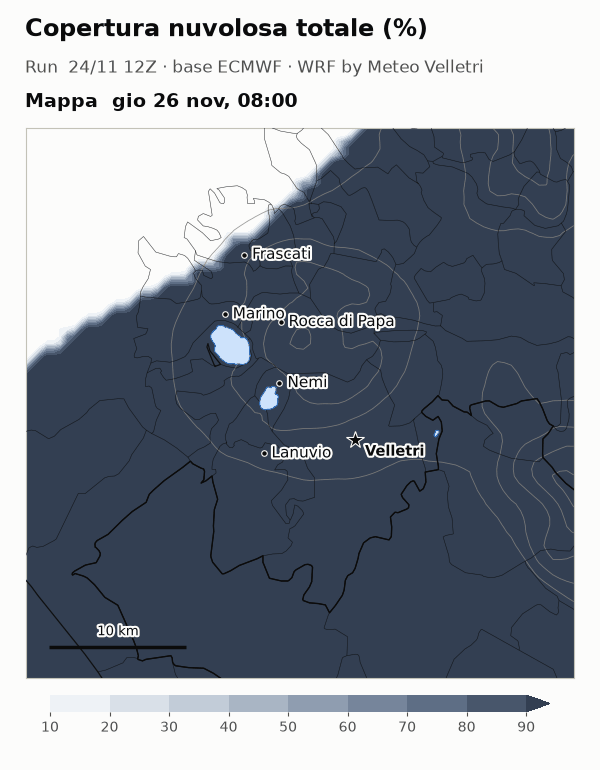 Copertura nuvolosa totale (%)
Run 24/11 12Z · base ECMWF · WRF by Meteo Velletri
Mappa gio 26 nov, 08:00
Frascati
Marino
Rocca di Papa
Nemi
Velletri
Lanuvio
10 km
10 20 30 40 50 60 70 80 90